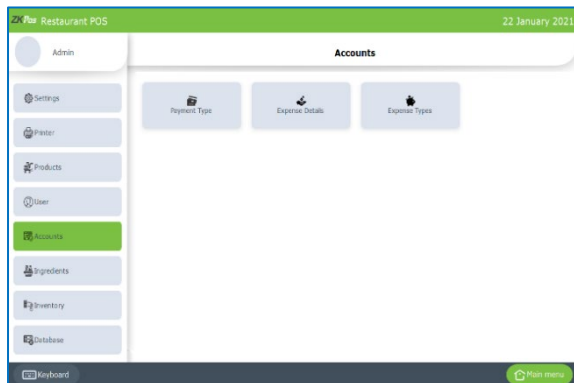 ZKPos Restaurant POS
22 January 2021
Admin
Accounts
Settings
Printer
Products
User
Accounts
Ingredients
Inventory
Database
Payment Type
Expense Details
Expense Types
Keyboard
Main menu